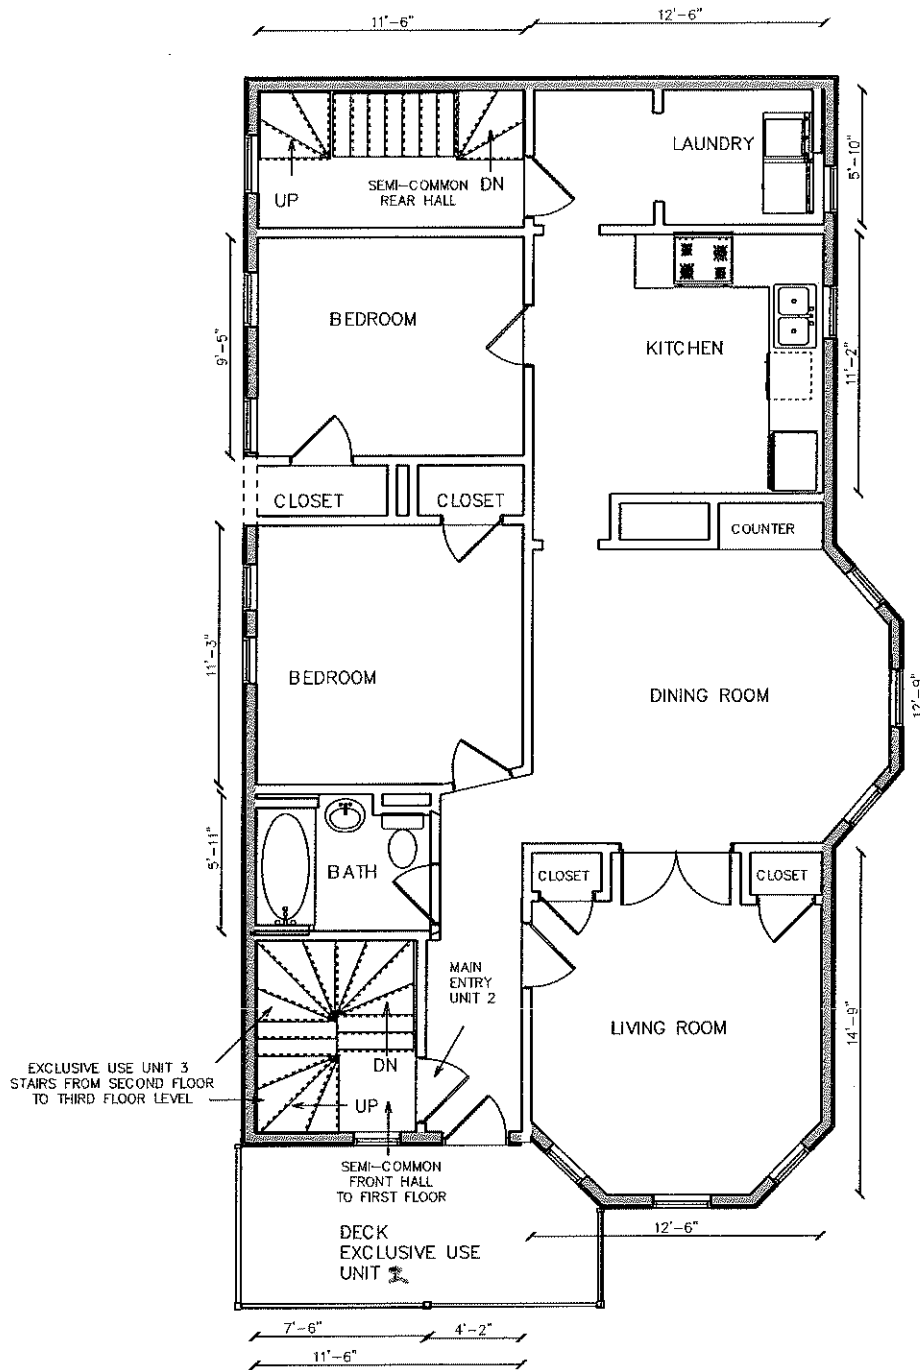 11'-6"
12'-6"
LAUNDRY
5'-10"
UP
SEMI-COMMON
REAR HALL
DN
BEDROOM
9'-5"
KITCHEN
11'-2"
CLOSET
CLOSET
COUNTER
11'-3"
BEDROOM
DINING ROOM
12'-9"
5'-11"
BATH
CLOSET
CLOSET
MAIN
ENTRY
UNIT 2
LIVING ROOM
14'-9"
EXCLUSIVE USE UNIT 3
STAIRS FROM SECOND FLOOR
TO THIRD FLOOR LEVEL
DN
UP
SEMI-COMMON
FRONT HALL
TO FIRST FLOOR
12'-6"
DECK
EXCLUSIVE USE
UNIT
7'-6"
4'-2"
11'-6"